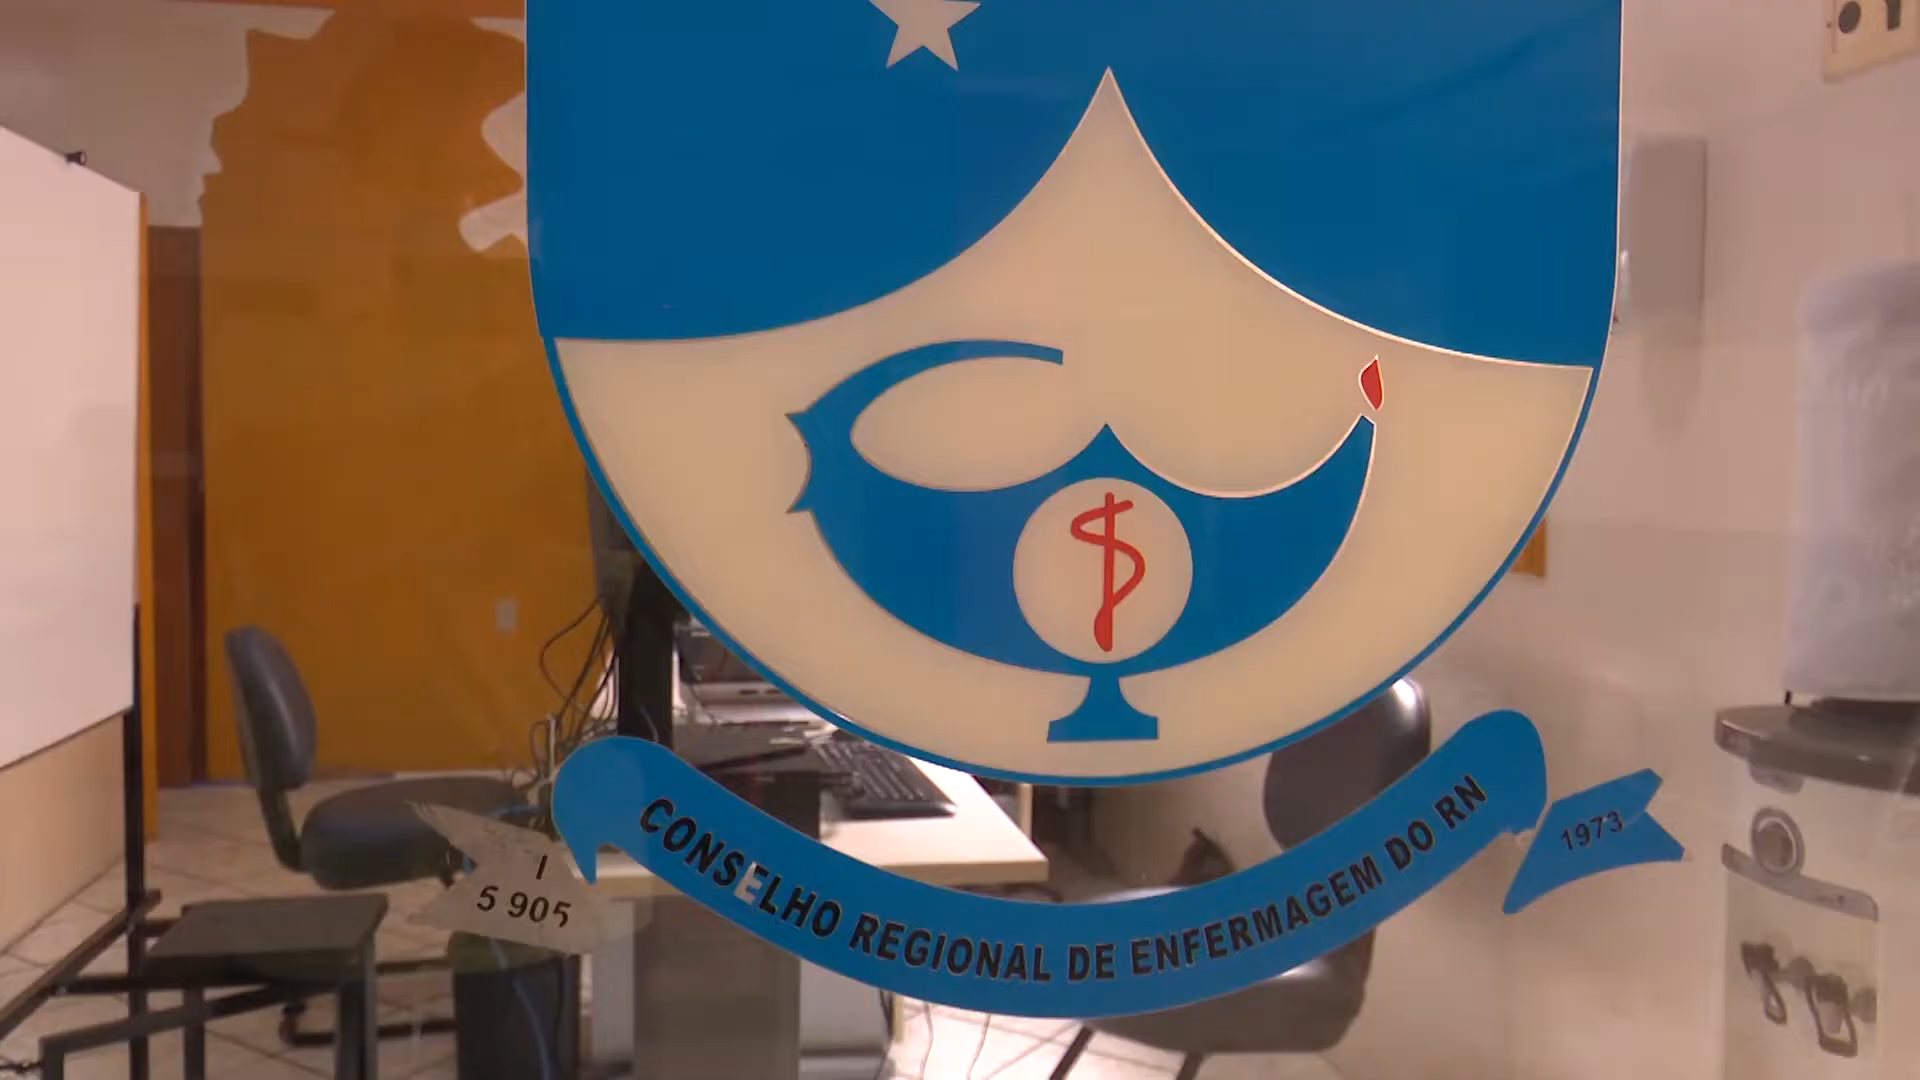 I
5 905
CONSELHO REGIONAL DE ENFERMAGEM DO RN
1973